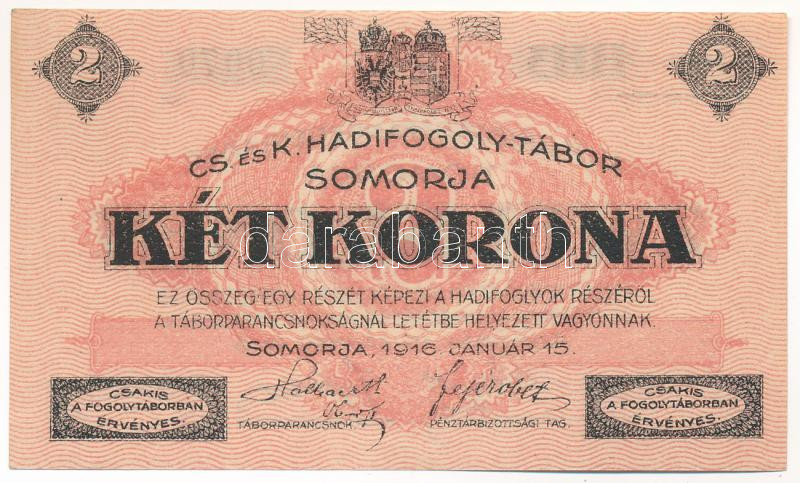 2 2
CS. ÉS K. HADIFOGOLY-TÁBOR
SOMORJA
KÉT KORONA
darabanth
EZ ÖSSZEG EGY RÉSZÉT KÉPEZI A HADIFOGLYOK RÉSZÉRŐL
A TÁBORPARANCSNOKSÁGNÁL LETÉTBE HELYEZETT VAGYONNAK.
SOMORJA, 1916. JANUÁR 15.
CSAKIS
A FOGOLYTÁBORBAN
ÉRVÉNYES.
TÁBORPARANCSNOK.
PÉNZTÁRBIZOTTSÁGI TAG.
CSAKIS
A FOGOLYTÁBORBAN
ÉRVÉNYES.